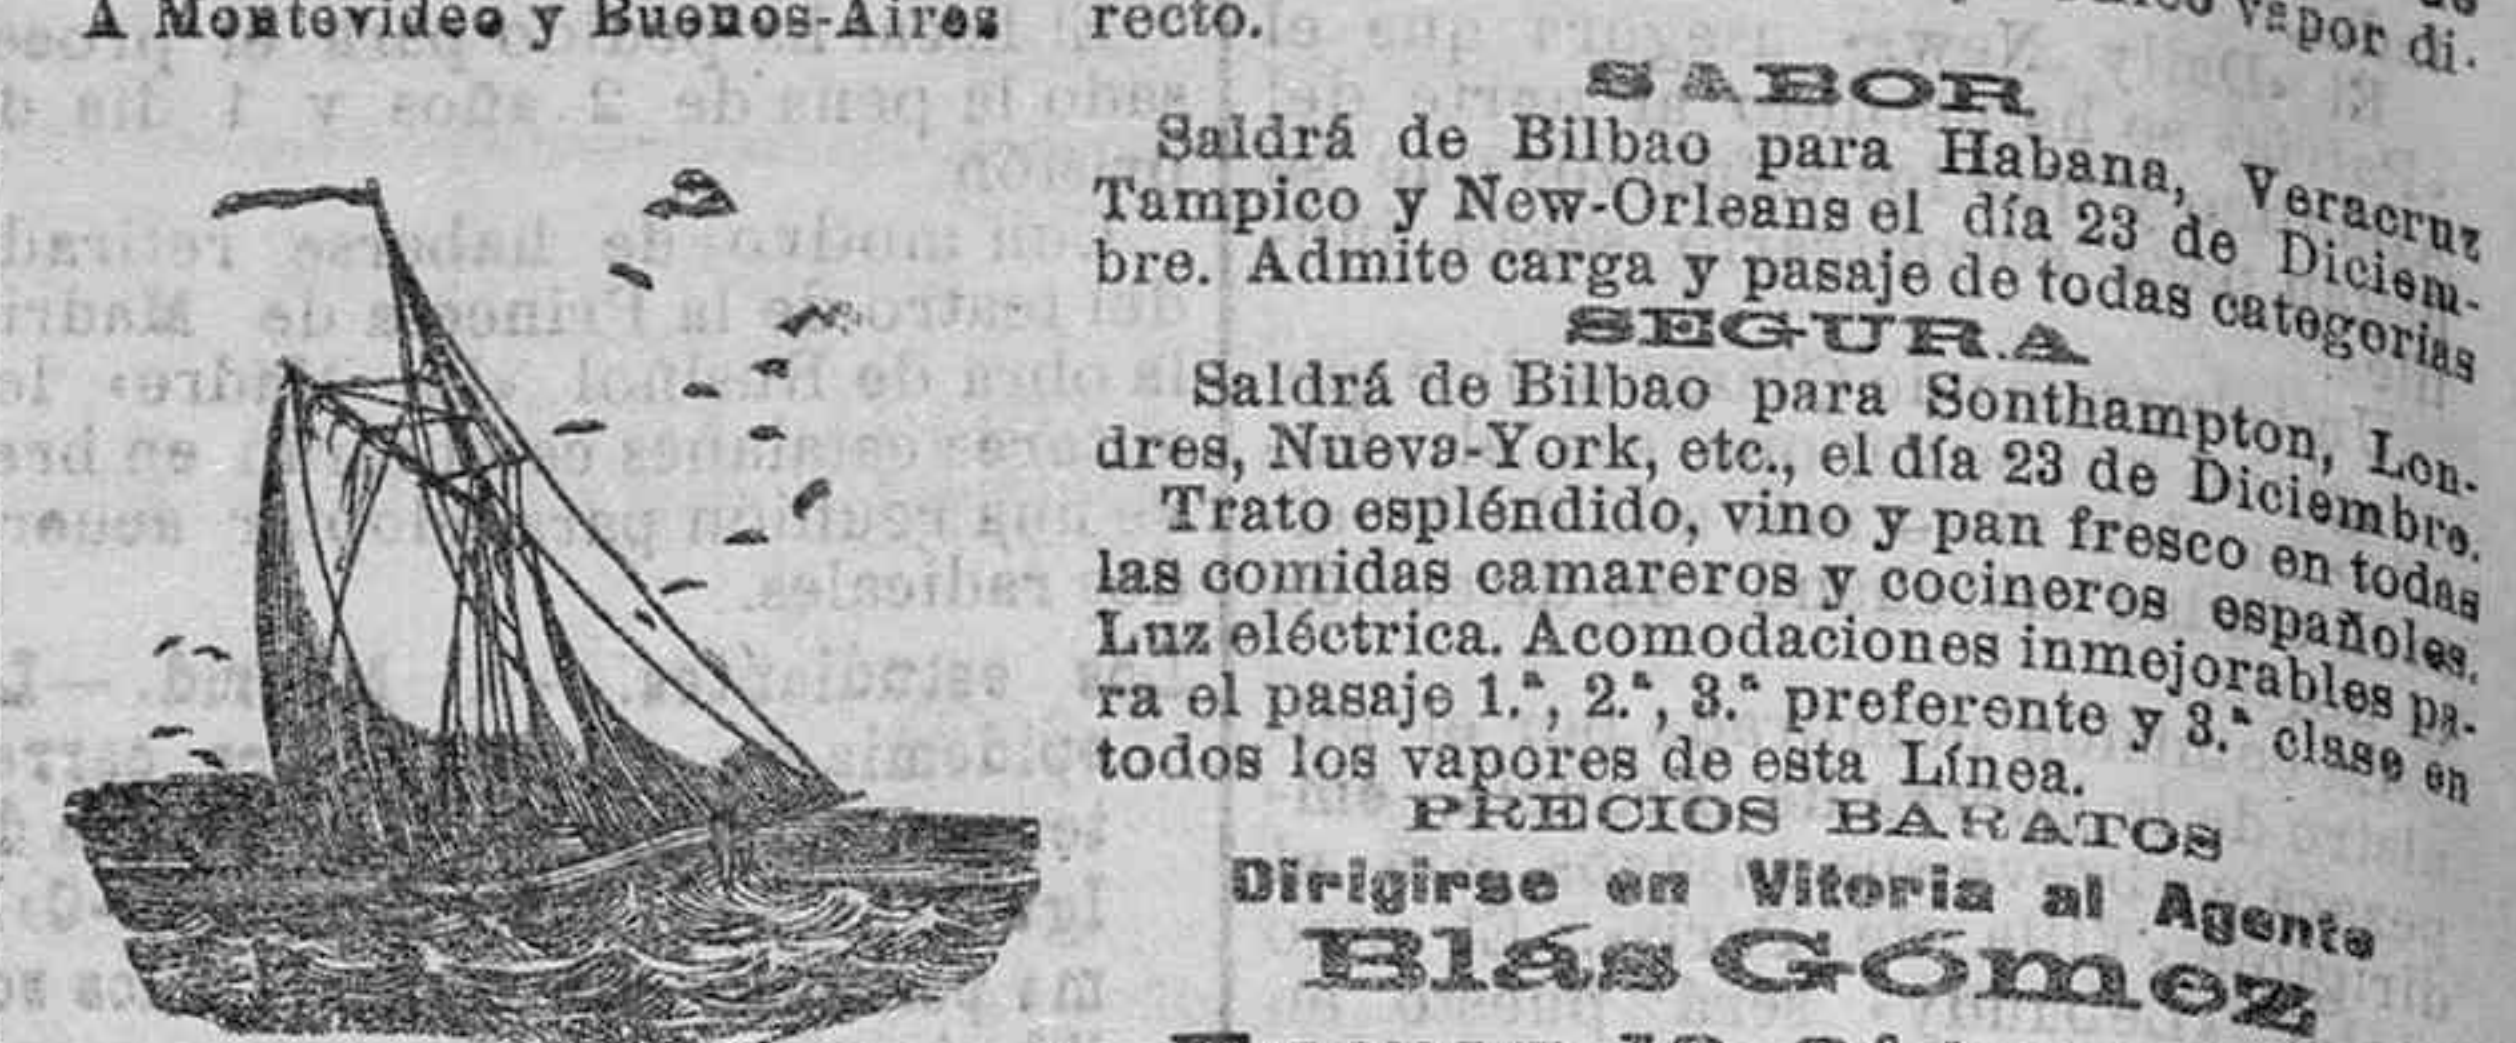 A Montevideo y Buenos-Aires
vapor di-
recto.
SABOR
Saldrá de Bilbao para Habana, Veracruz
Tampico y New-Orleans el día 23 de Diciem-
bre. Admite carga y pasaje de todas categorias
SEGURA
Saldrá de Bilbao para Sonthampton, Lon-
dres, Nueva-York, etc., el día 23 de Diciembre.
Trato espléndido, vino y pan fresco en todas
las comidas camareros y cocineros españoles.
Luz eléctrica. Acomodaciones inmejorables pa-
ra el pasaje 1.ª, 2.ª, 3.ª preferente y 3.ª clase en
todos los vapores de esta Línea.
PRECIOS BARATOS
Dirigirse en Vitoria al Agente
Blás Gómez